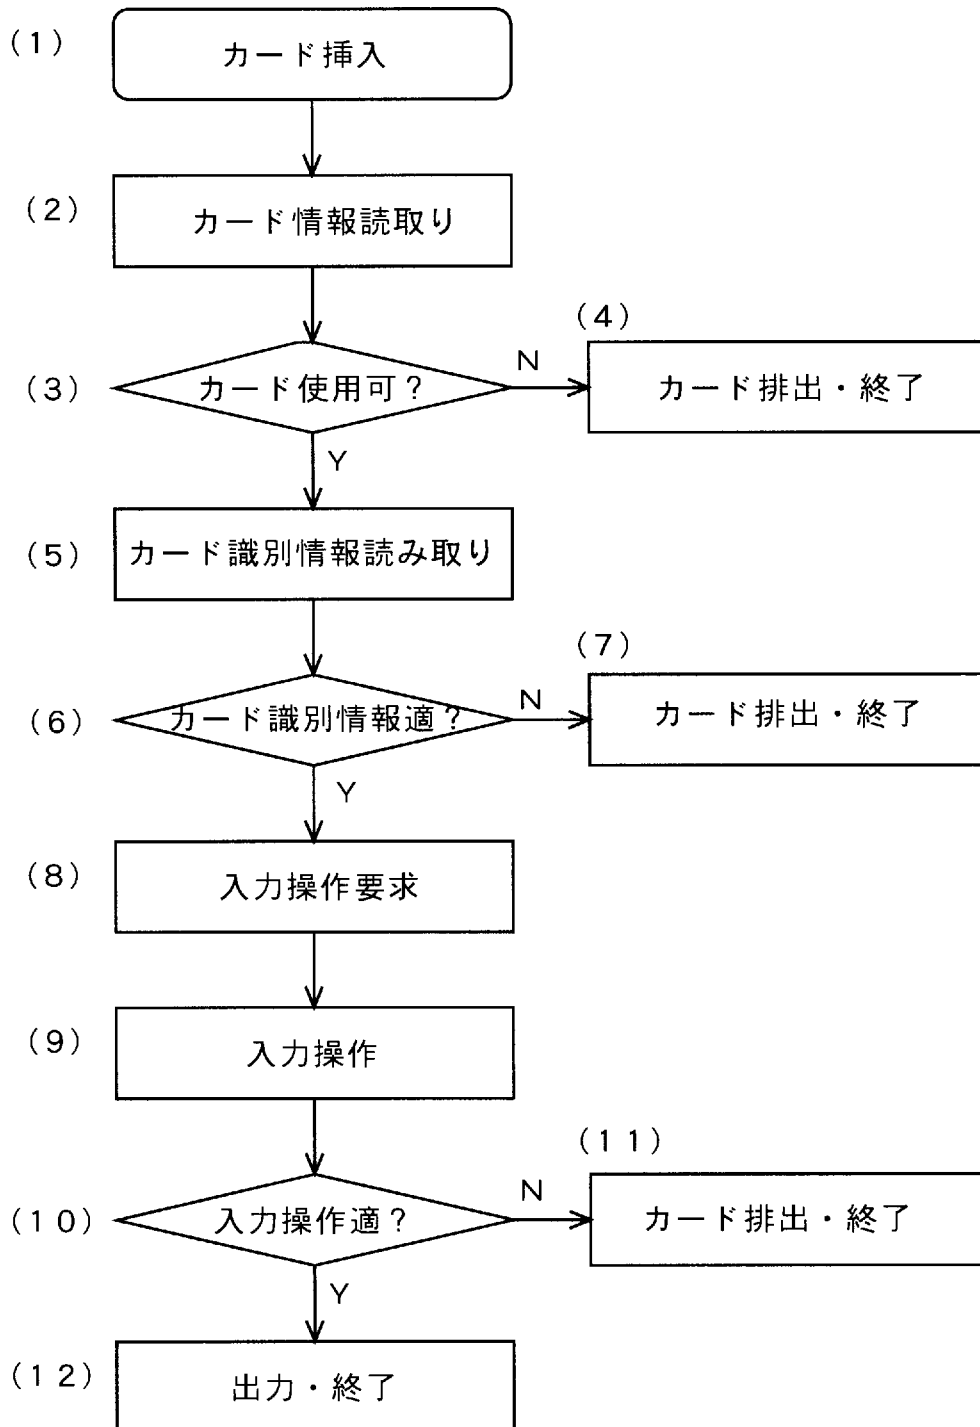 (1)
カード挿入
(2)
カード情報読取り
(4)
(3)
カード使用可？
N
カード排出・終了
Y
(5)
カード識別情報読み取り
(7)
(6)
カード識別情報適？
N
カード排出・終了
Y
(8)
入力操作要求
(9)
入力操作
(11)
(10)
入力操作適？
N
カード排出・終了
Y
(12)
出力・終了